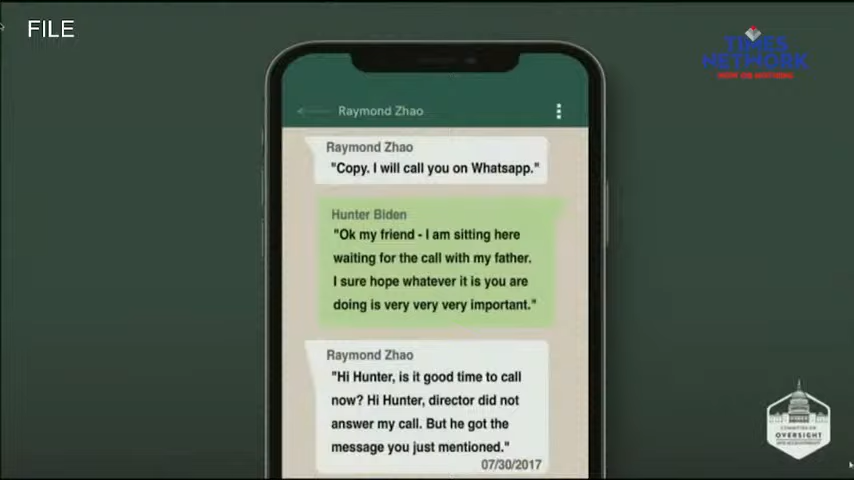 FILE
TIMES
NETWORK
NOW OR NOTHING
Raymond Zhao
Raymond Zhao
"Copy. I will call you on Whatsapp."
Hunter Biden
"Ok my friend - I am sitting here
waiting for the call with my father.
I sure hope whatever it is you are
doing is very very very important."
Raymond Zhao
"Hi Hunter, is it good time to call
now? Hi Hunter, director did not
answer my call. But he got the
message you just mentioned."
07/30/2017
COMMITTEE ON
OVERSIGHT